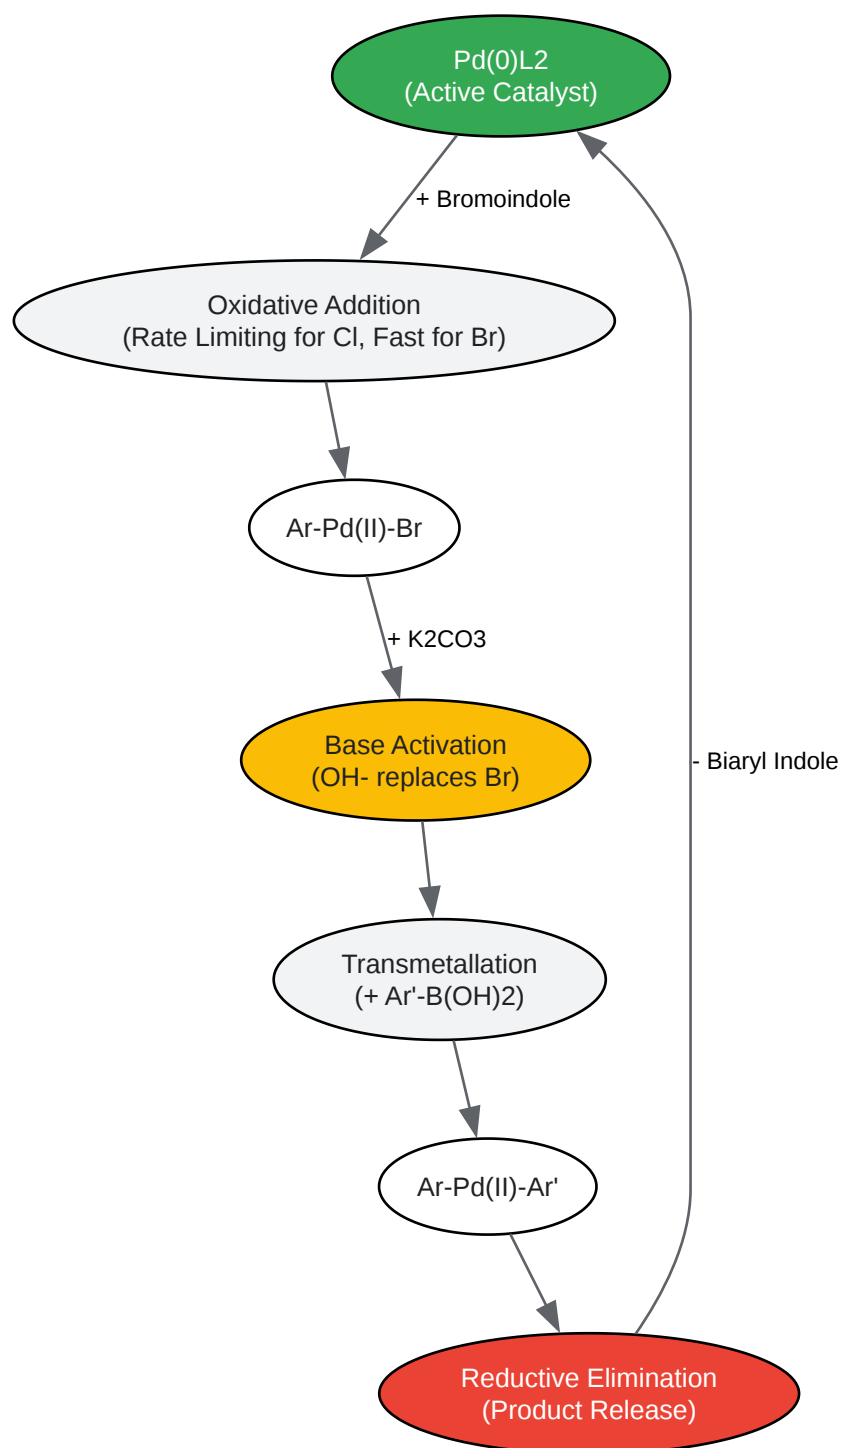 Pd(0)L2
(Active Catalyst)
+ Bromoindole
Oxidative Addition
(Rate Limiting for Cl, Fast for Br)
Ar-Pd(II)-Br
+ K2CO3
Base Activation
(OH- replaces Br)
- Biaryl Indole
Transmetallation
(+ Ar'-B(OH)2)
Ar-Pd(II)-Ar'
Reductive Elimination
(Product Release)